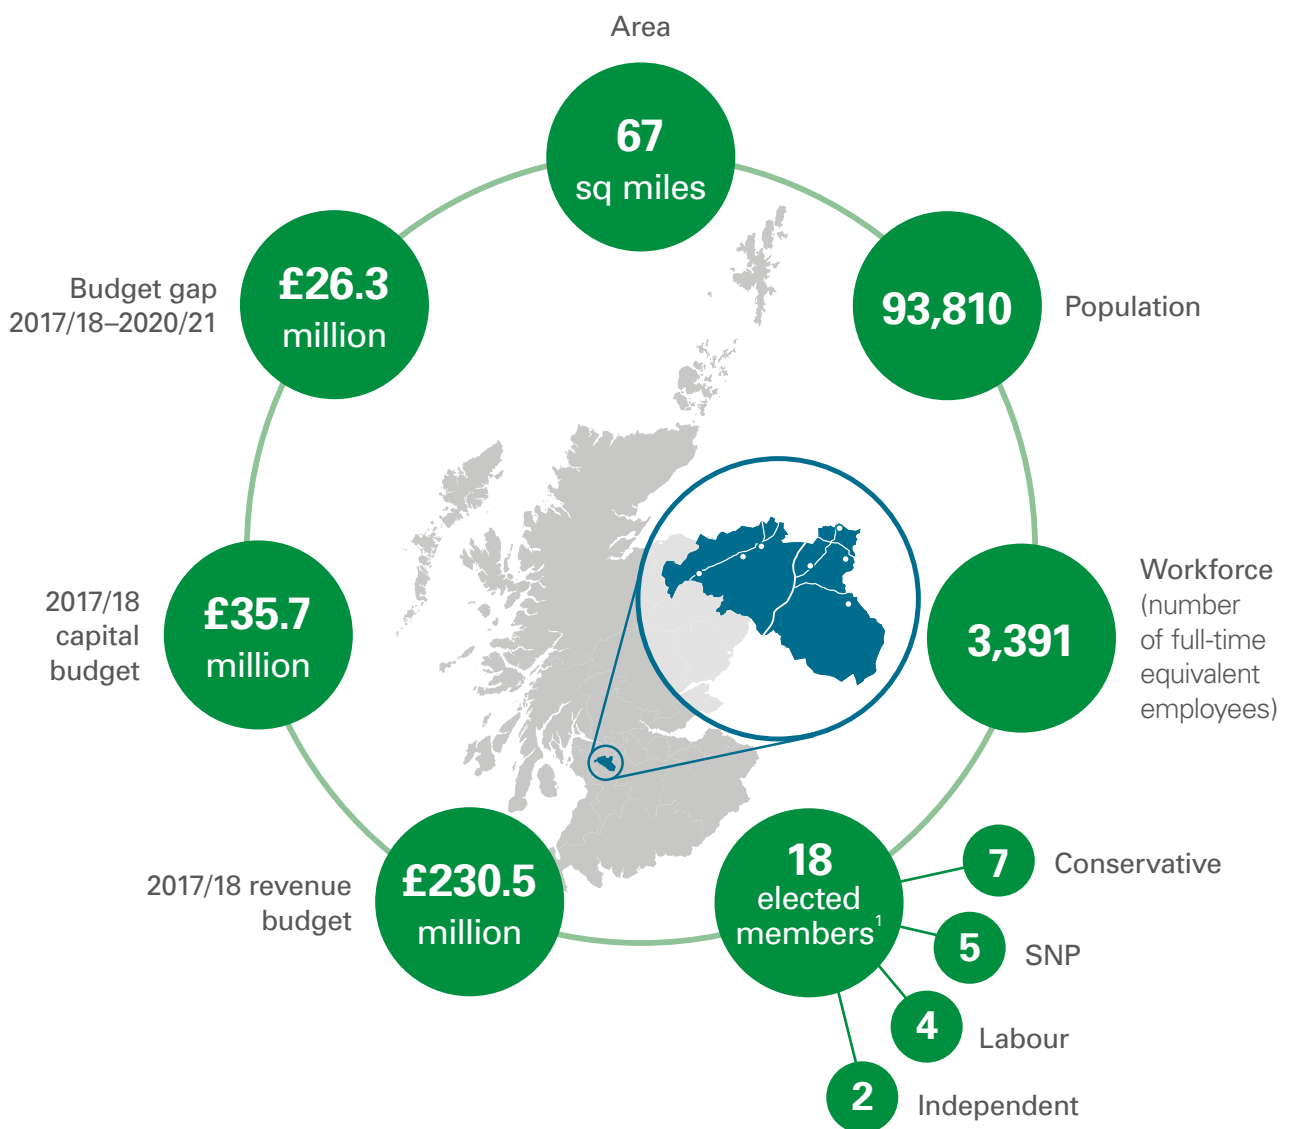 Area
67
sq miles
93,810
Population
Workforce
(number
of full-time
equivalent
employees)
3,391
18
elected
members1
7
Conservative
5
SNP
4
Labour
2
Independent
2017/18 revenue
budget
£230.5
million
2017/18
capital
budget
£35.7
million
Budget gap
2017/18–2020/21
£26.3
million